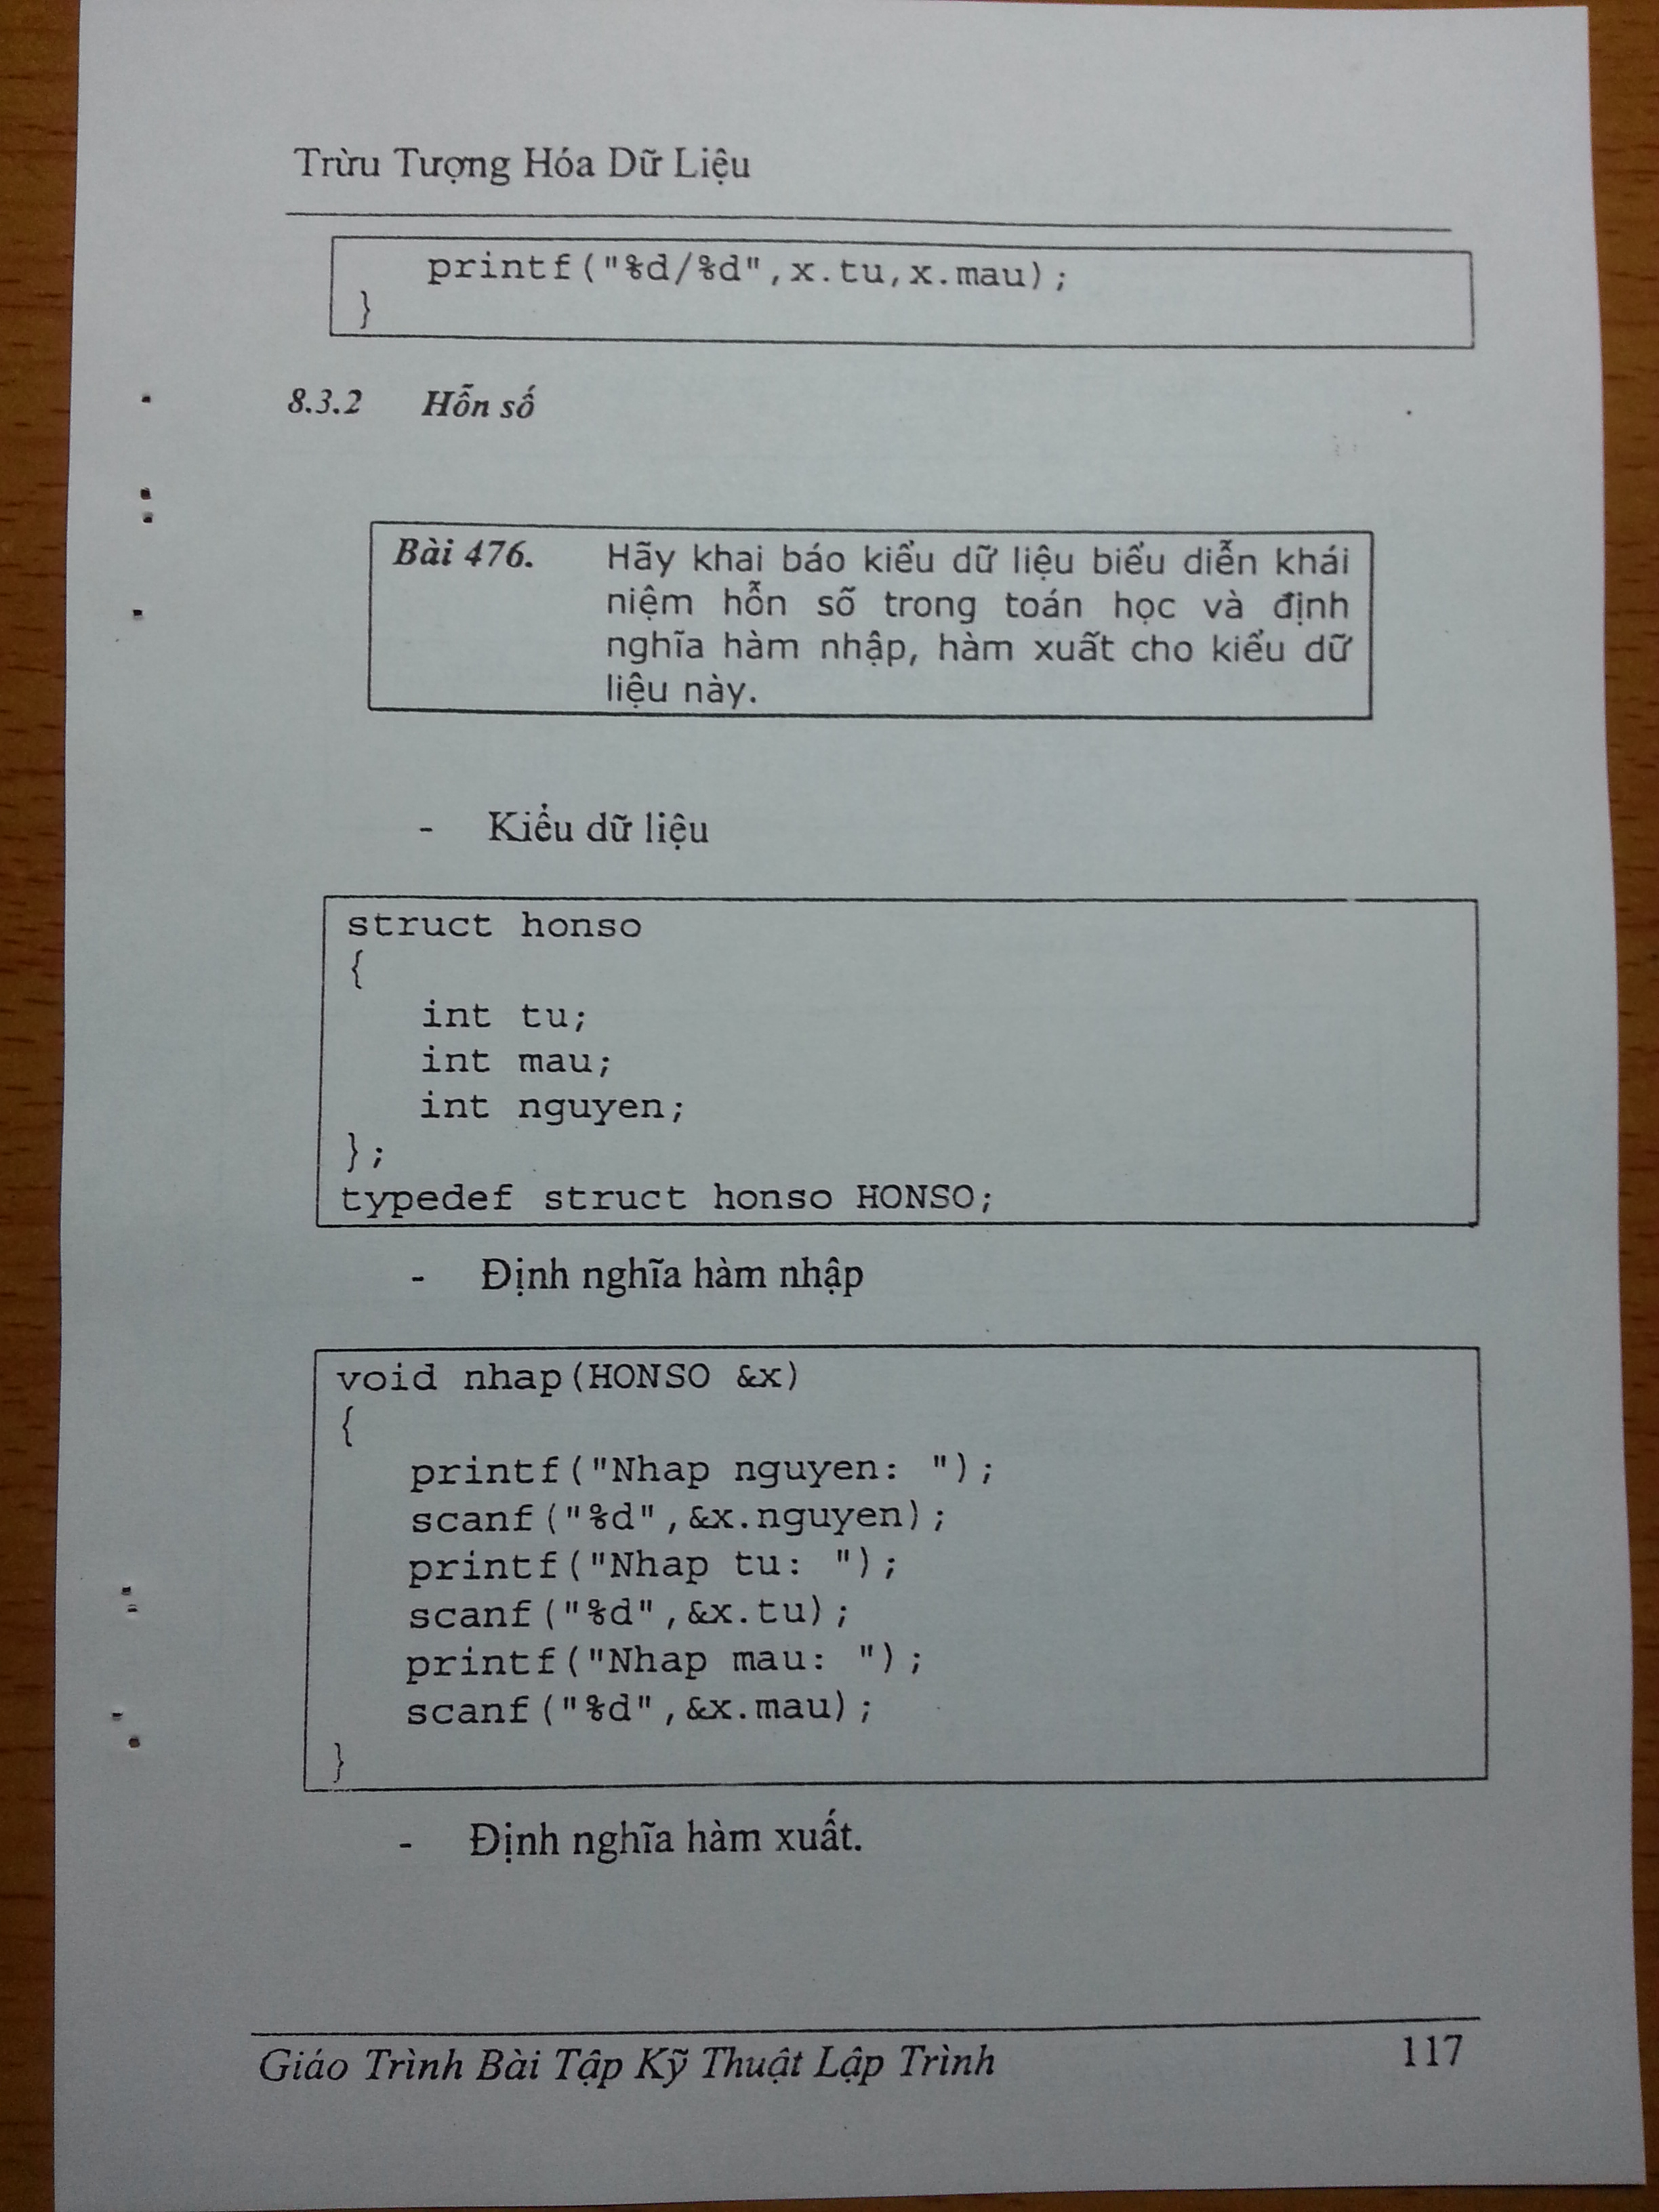 Trừu Tượng Hóa Dữ Liệu
printf("%d/%d",x.tu,x.mau);
}
8.3.2 Hỗn số
Bài 476. Hãy khai báo kiểu dữ liệu biểu diễn khái
niệm hỗn số trong toán học và định
nghĩa hàm nhập, hàm xuất cho kiểu dữ
liệu này.
- Kiểu dữ liệu
struct honso
{
int tu;
int mau;
int nguyen;
};
typedef struct honso HONSO;
- Định nghĩa hàm nhập
void nhap(HONSO &x)
{
printf("Nhap nguyen: ");
scanf("%d",&x.nguyen);
printf("Nhap tu: ");
scanf("%d",&x.tu);
printf("Nhap mau: ");
scanf("%d",&x.mau);
}
- Định nghĩa hàm xuất.
Giáo Trình Bài Tập Kỹ Thuật Lập Trình 117